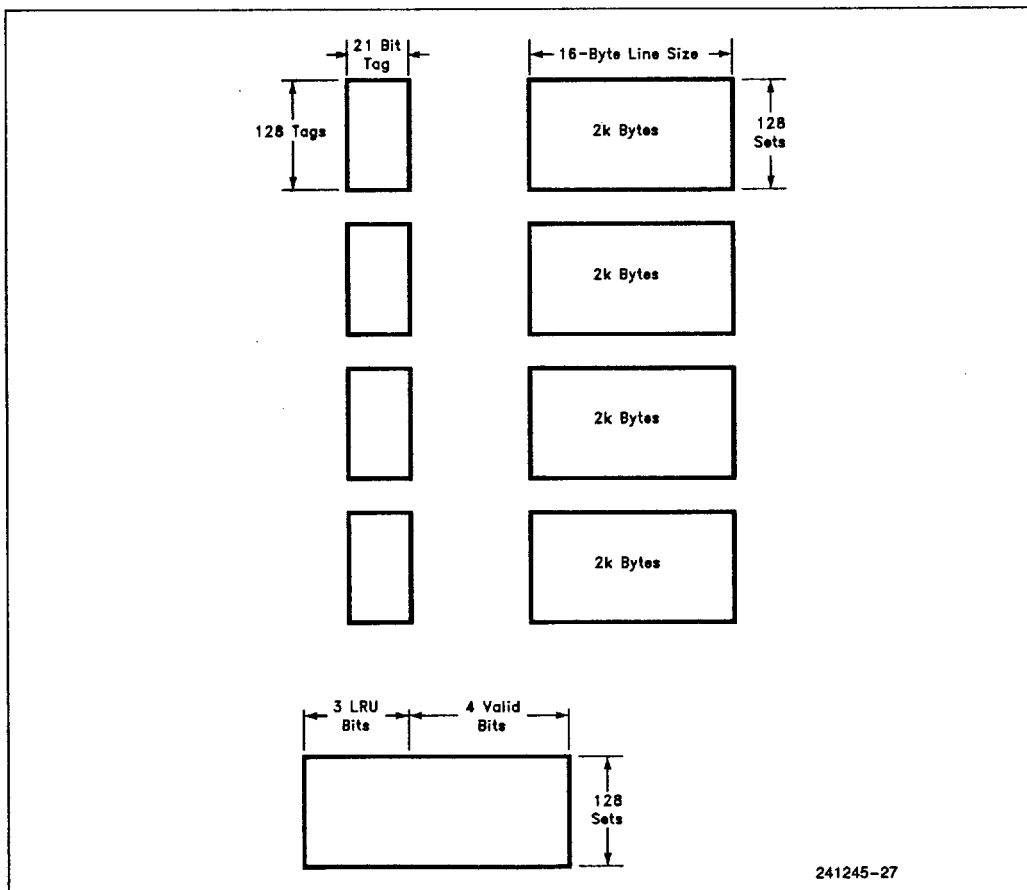 21 Bit
Tag
16-Byte Line Size
128 Tags
2k Bytes
128
Sets
2k Bytes
2k Bytes
2k Bytes
3 LRU
Bits
4 Valid
Bits
128
Sets
241245-27